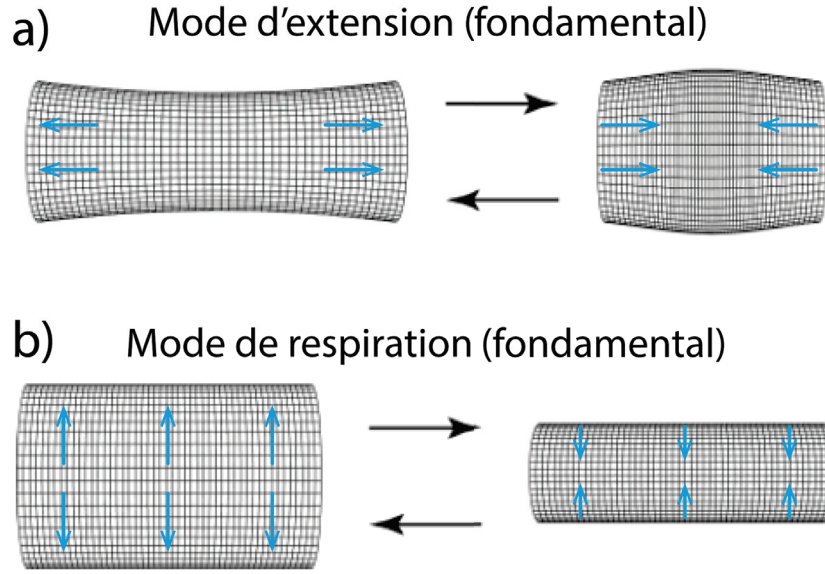 a) Mode d'extension (fondamental)
b) Mode de respiration (fondamental)